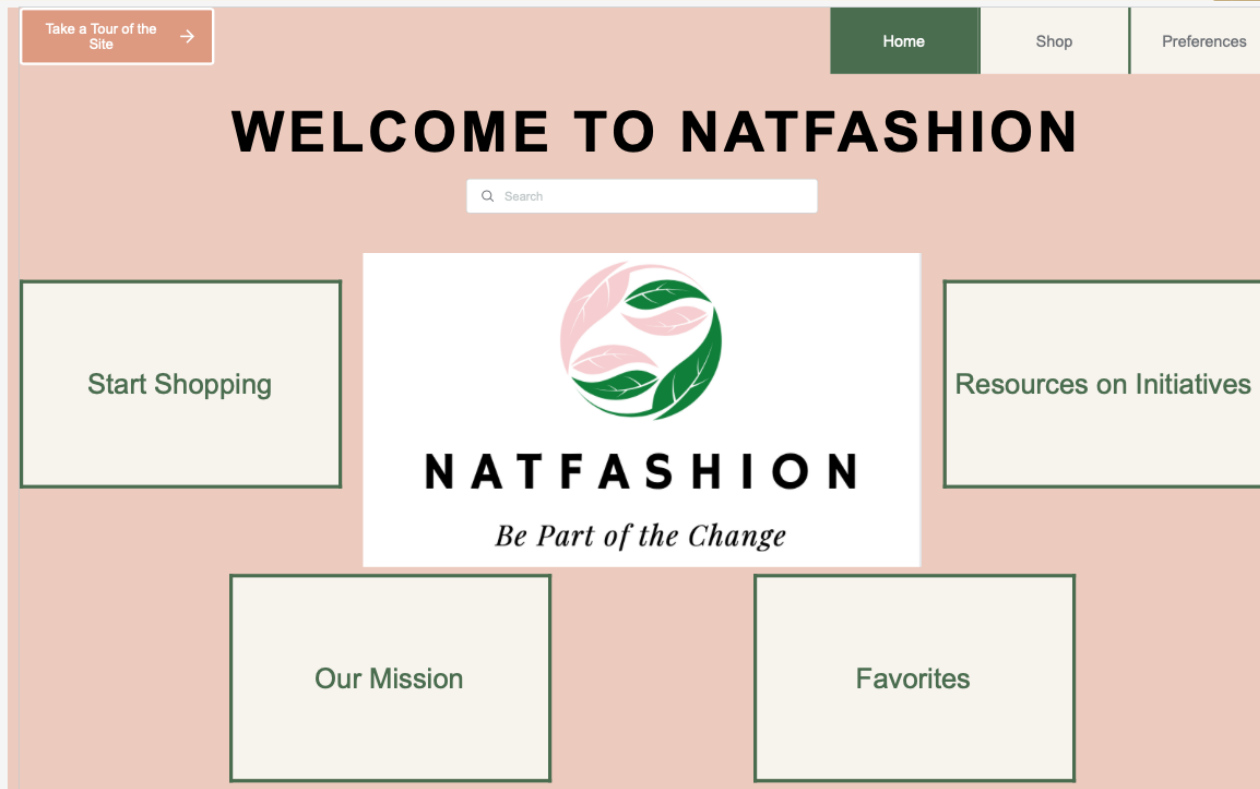 Take a Tour of the
Site
Home
Shop
Preferences
WELCOME TO NATFASHION
Search
Start Shopping
NATFASHION
Be Part of the Change
Resources on Initiatives
Our Mission
Favorites